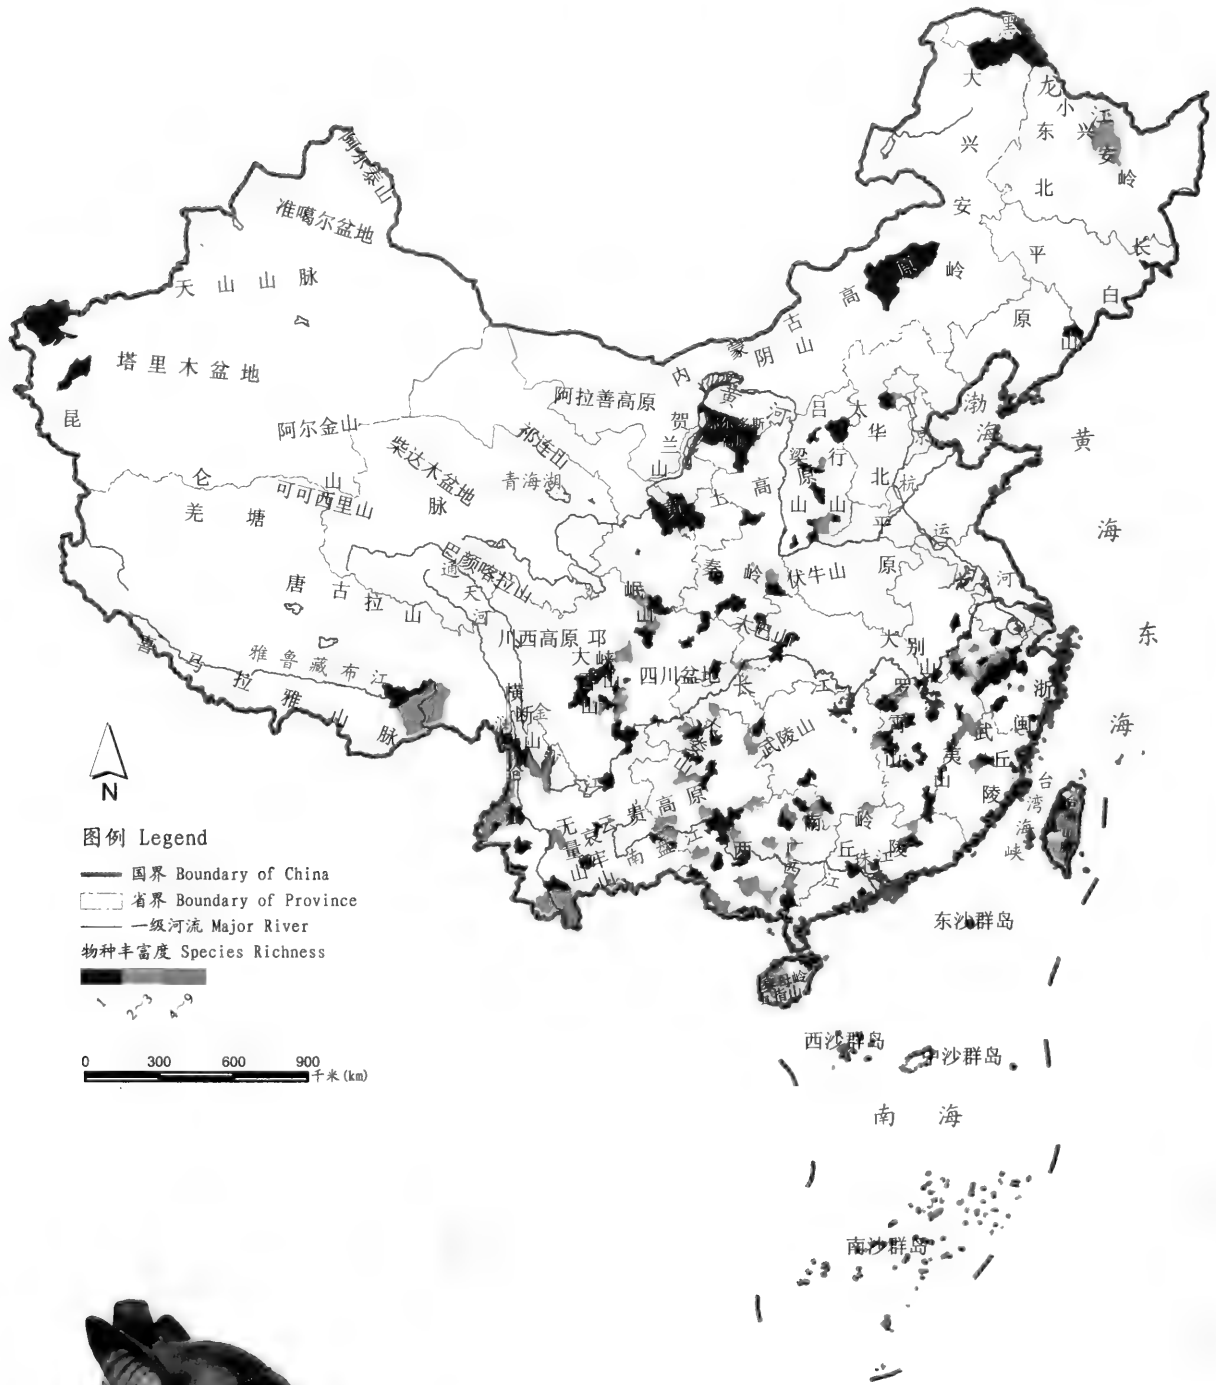 黑
龙
江
大
兴
安
岭
小
兴
安
岭
东
北
平
原
长
白
山
阿尔泰山
准噶尔盆地
天山山脉
塔里木盆地
昆
仑
山
脉
阿尔金山
柴达木盆地
祁连山
青海湖
阿拉善高原
内
蒙
古
高
原
阴山
贺
兰
山
黄
河
吕
梁
山
太
行
山
华
北
平
原
渤
海
黄
海
东
海
京
杭
运
河
土
高
羌塘
可可西里山
巴颜喀拉山
通
天
河
唐古拉山
秦岭
伏牛山
岷
山
大巴山
川西高原
邛
大
峡
山
四川盆地
长
江
大
别
山
喜马拉雅山脉
雅鲁藏布江
横
断
山
金
武陵山
罗
霄
山
武
夷
山
浙
闽
丘
陵
云贵高原
无
量
山
哀
牢
山
南
盘
江
南
岭
两
广
丘
陵
西
江
珠江
台
湾
海
峡
东沙群岛
西沙群岛
中沙群岛
南海
南沙群岛
N
图例 Legend
国界 Boundary of China
省界 Boundary of Province
一级河流 Major River
物种丰富度 Species Richness
1 2~3 4~9
0 300 600 900
千米(km)